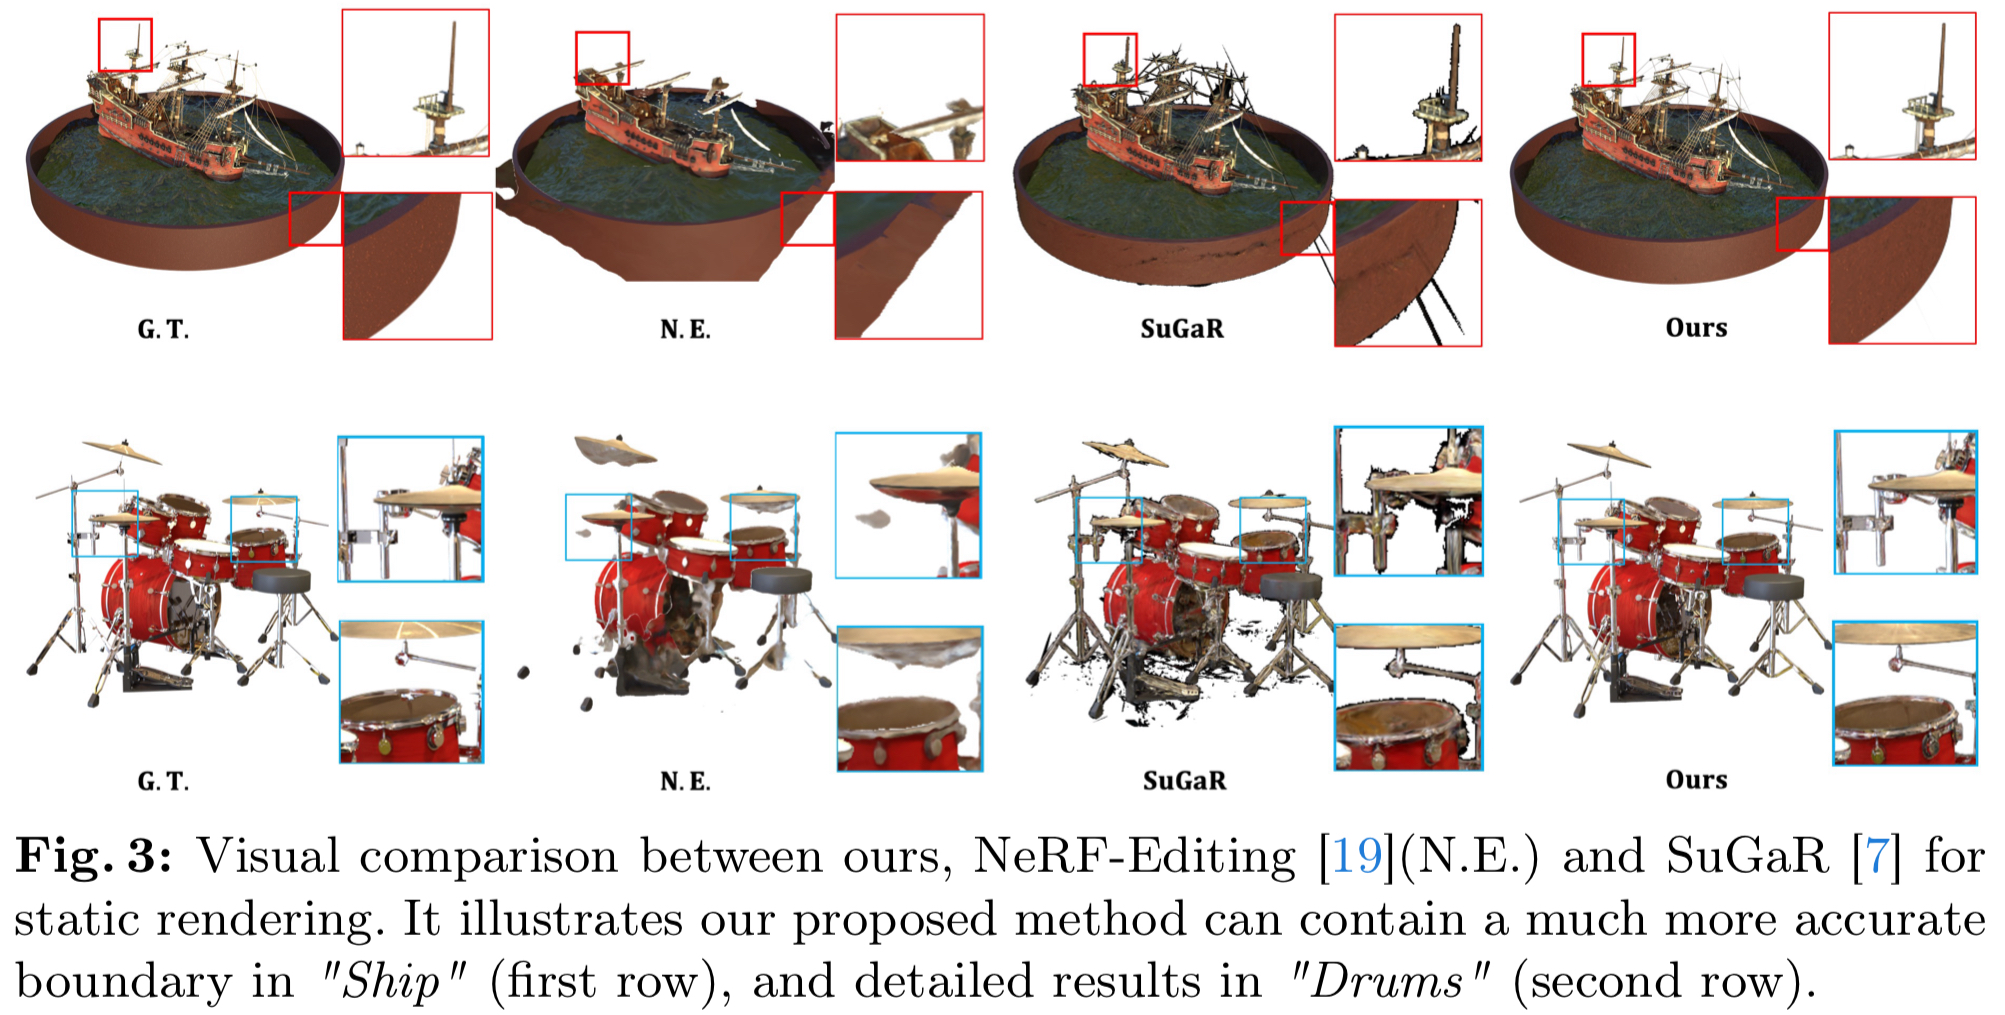 G. T. N. E. SuGaR Ours
G. T. N. E. SuGaR Ours
Fig. 3: Visual comparison between ours, NeRF-Editing [19](N.E.) and SuGaR [7] for
static rendering. It illustrates our proposed method can contain a much more accurate
boundary in "Ship" (first row), and detailed results in "Drums" (second row).